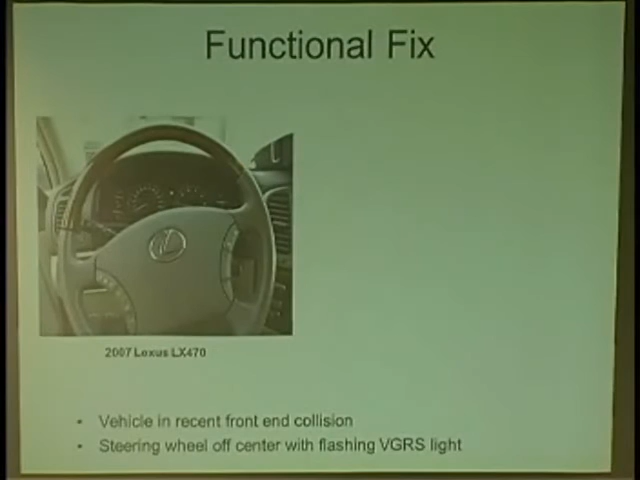 Functional Fix
2007 Lexus LX470
• Vehicle in recent front end collision
• Steering wheel off center with flashing VGRS light